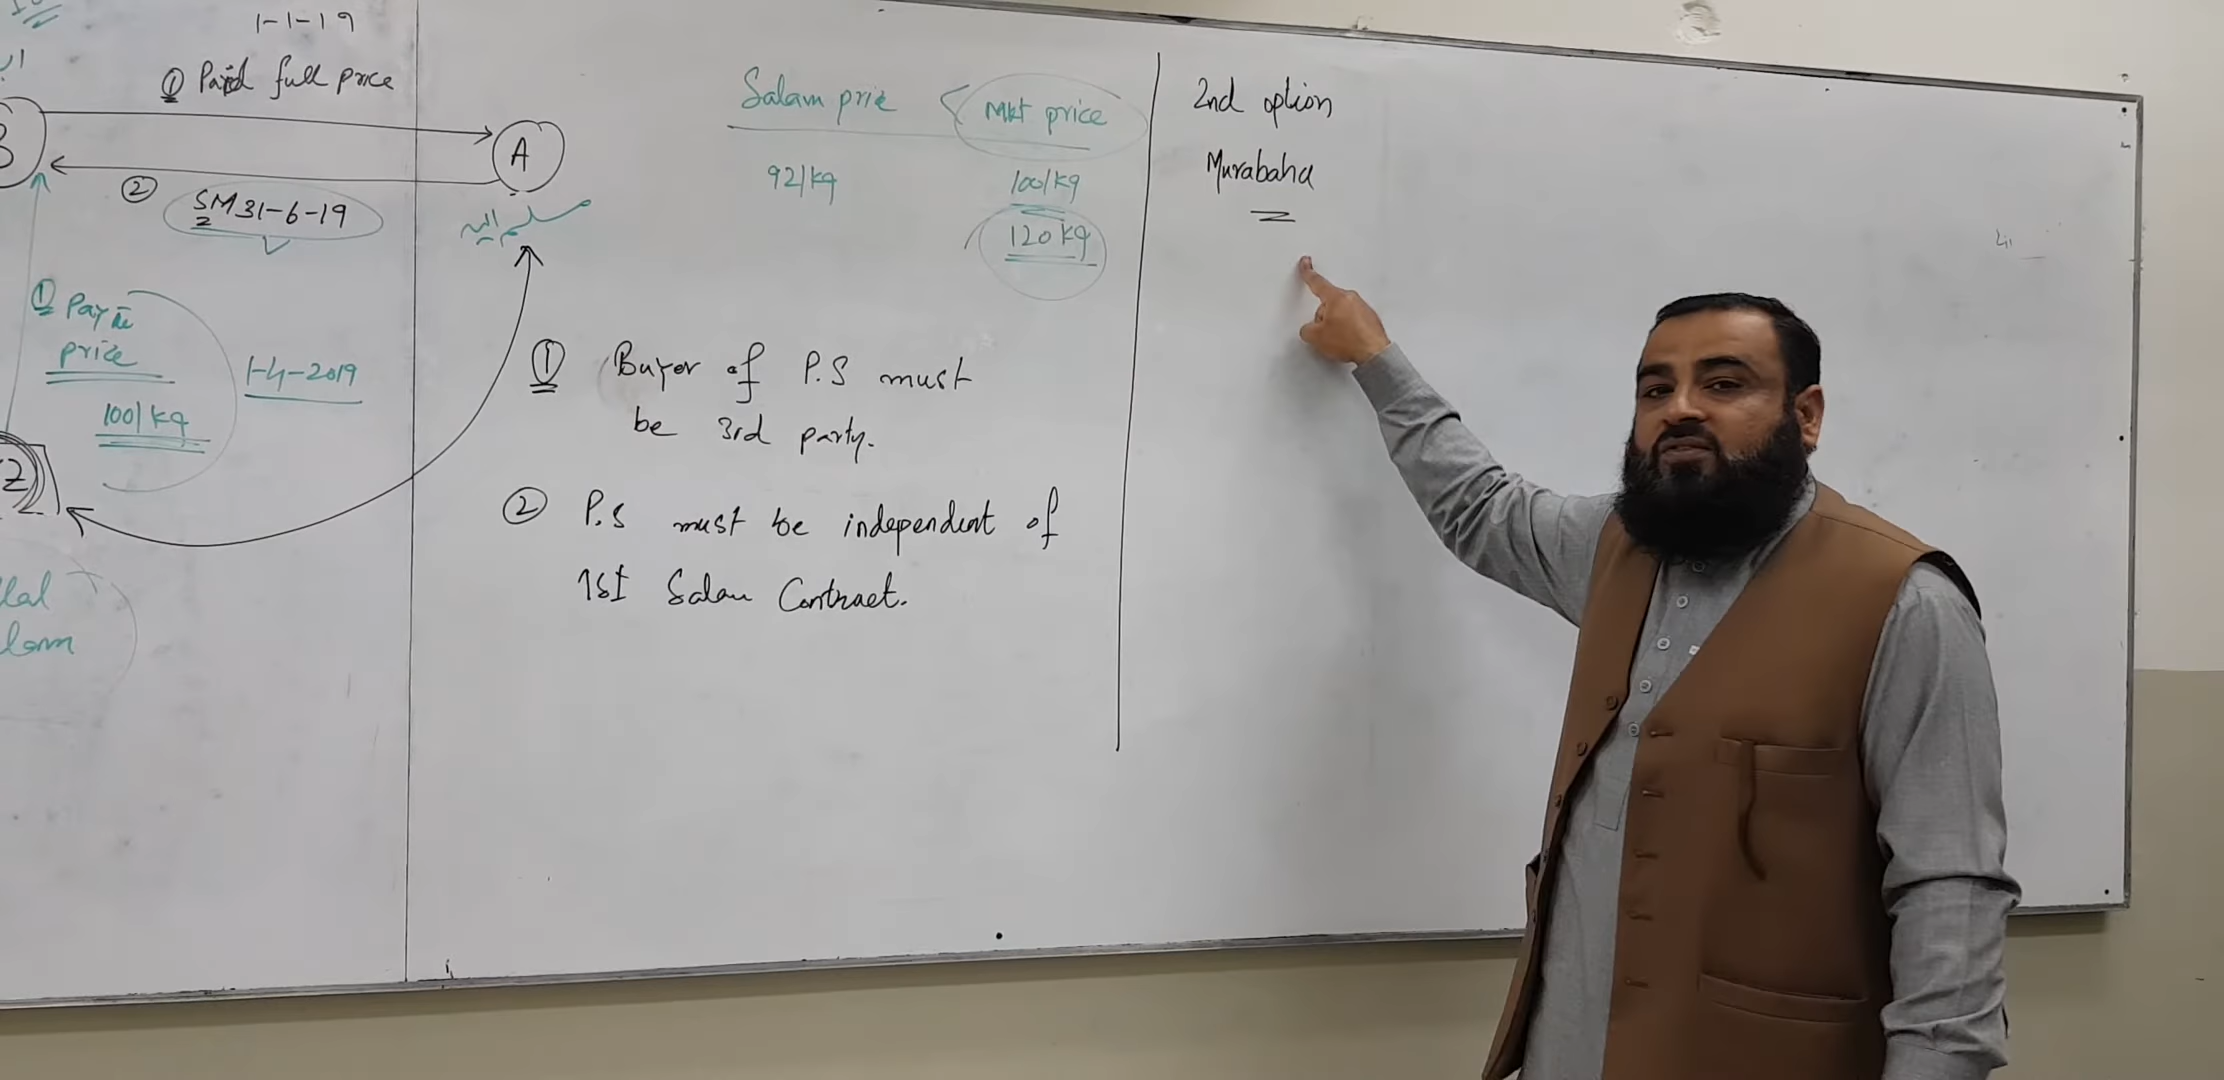 1-1-19
① Paid full price
A
②
SM 31-6-19
مسلم الیہ
① Pay
price
100/kg
1-4-2019
Z
Salam price < Mkt price
92/kg
100/kg
120 kg
① Buyer of P.S must
be 3rd party.
② P.S must be independent of
1st Salam Contract.
2nd option
Murabaha